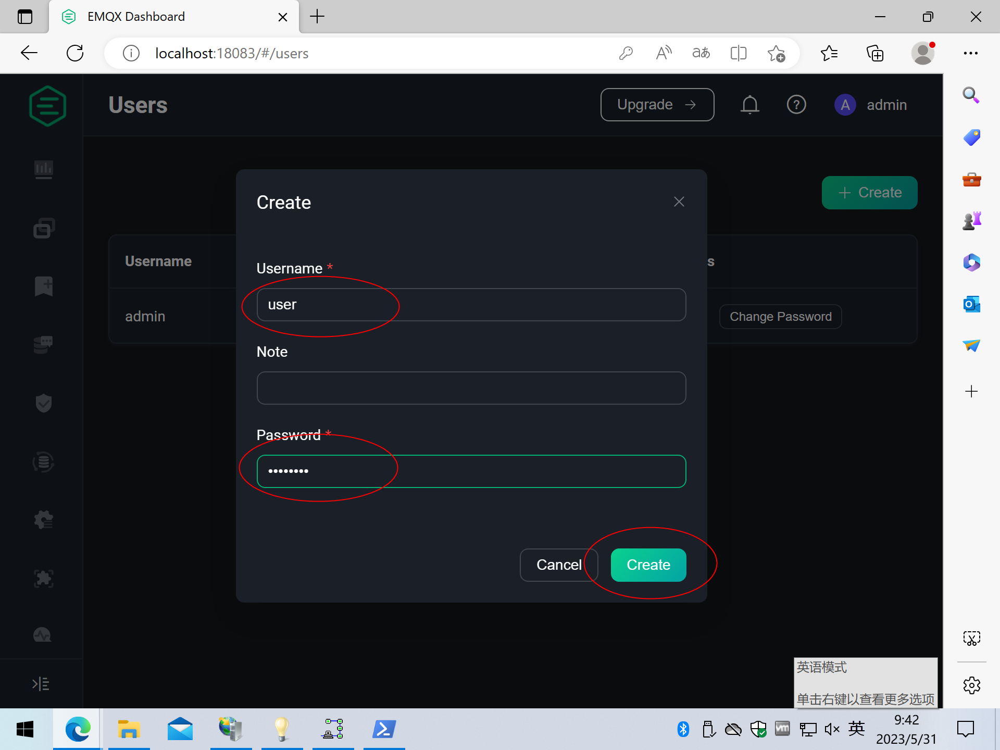 EMQX Dashboard
localhost:18083/#/users
Users
Upgrade →
?
A
admin
+ Create
Create
Username
s
Username *
user
admin
Change Password
Note
Password *
••••••••
Cancel
Create
英语模式
单击右键以查看更多选项
英
9:42
2023/5/31